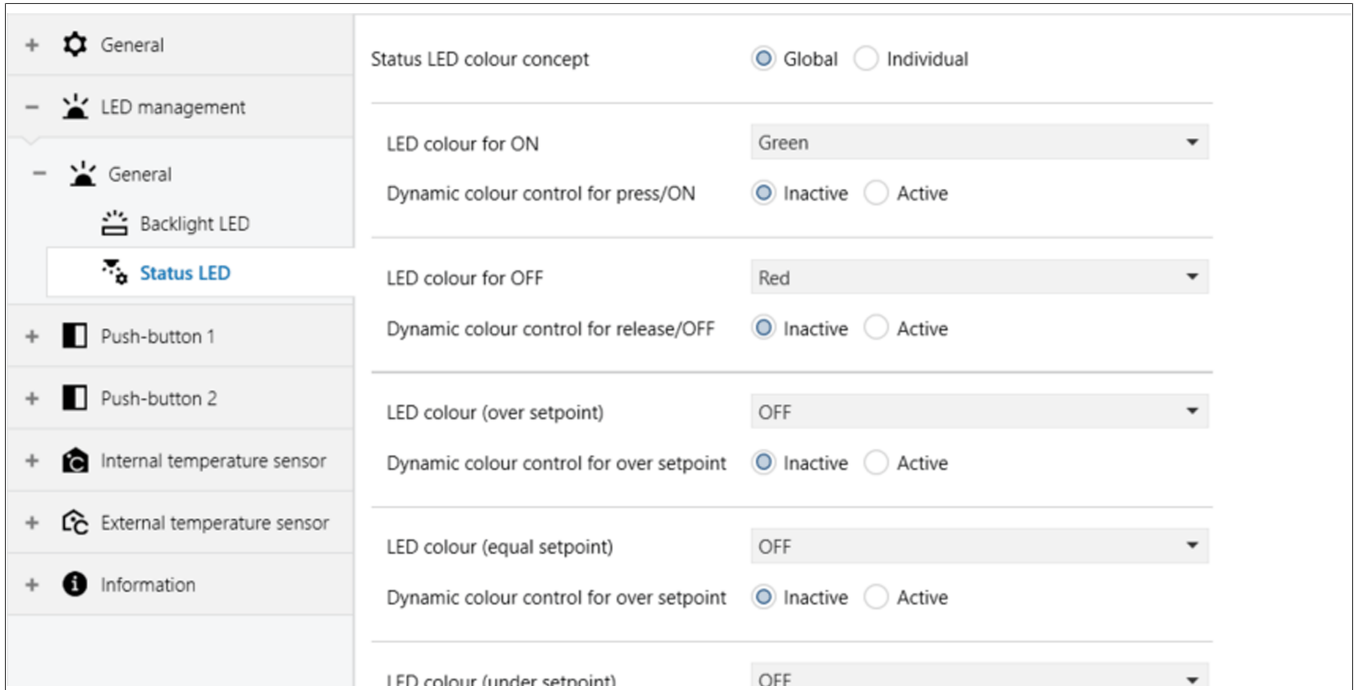 General
LED management
General
Backlight LED
Status LED
Push-button 1
Push-button 2
Internal temperature sensor
External temperature sensor
Information
Status LED colour concept Global Individual
LED colour for ON Green
Dynamic colour control for press/ON Inactive Active
LED colour for OFF Red
Dynamic colour control for release/OFF Inactive Active
LED colour (over setpoint) OFF
Dynamic colour control for over setpoint Inactive Active
LED colour (equal setpoint) OFF
Dynamic colour control for over setpoint Inactive Active
LED colour (under setpoint) OFF